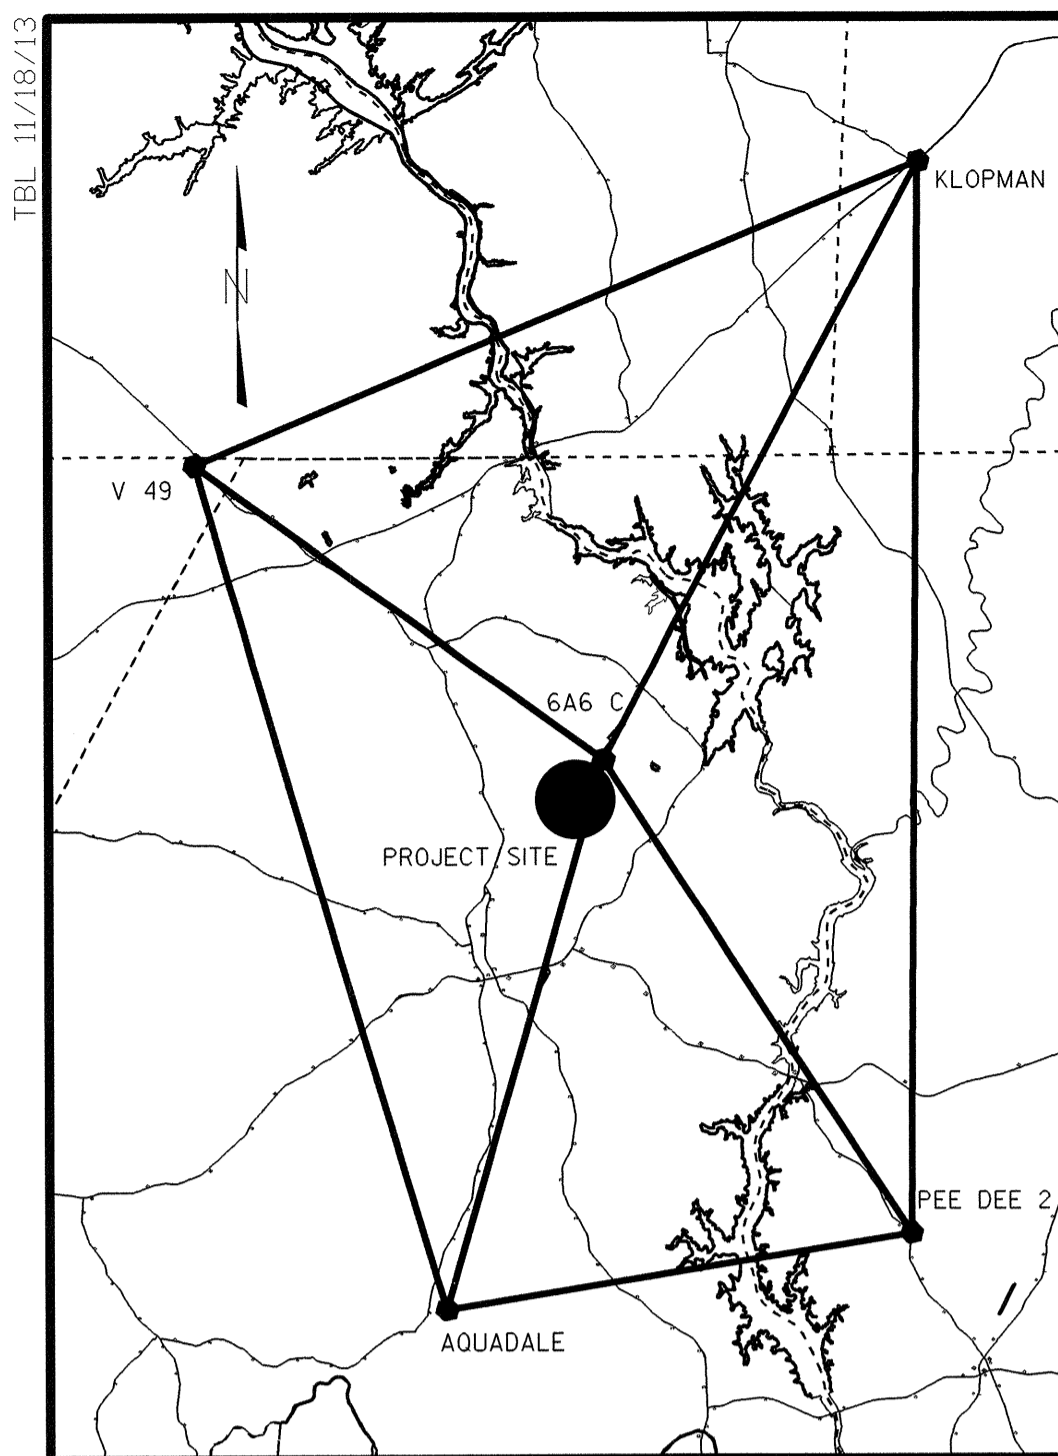 TBL 11/18/13
KLOPMAN
N
V 49
6A6 C
PROJECT SITE
PEE DEE 2
AQUADALE